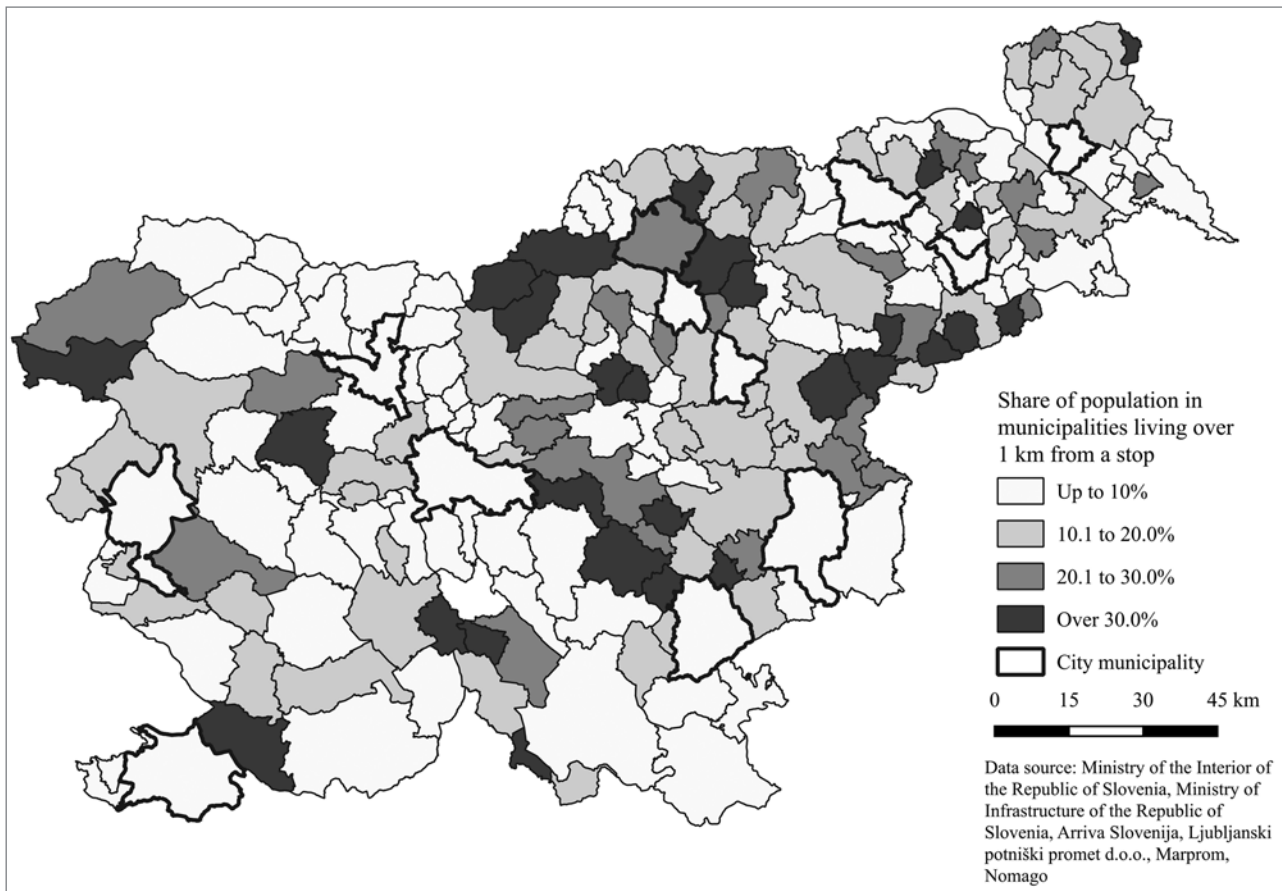 Share of population in
municipalities living over
1 km from a stop
Up to 10%
10.1 to 20.0%
20.1 to 30.0%
Over 30.0%
City municipality
0 15 30 45 km
Data source: Ministry of the Interior of
the Republic of Slovenia, Ministry of
Infrastructure of the Republic of
Slovenia, Arriva Slovenija, Ljubljanski
potniški promet d.o.o., Marprom,
Nomago